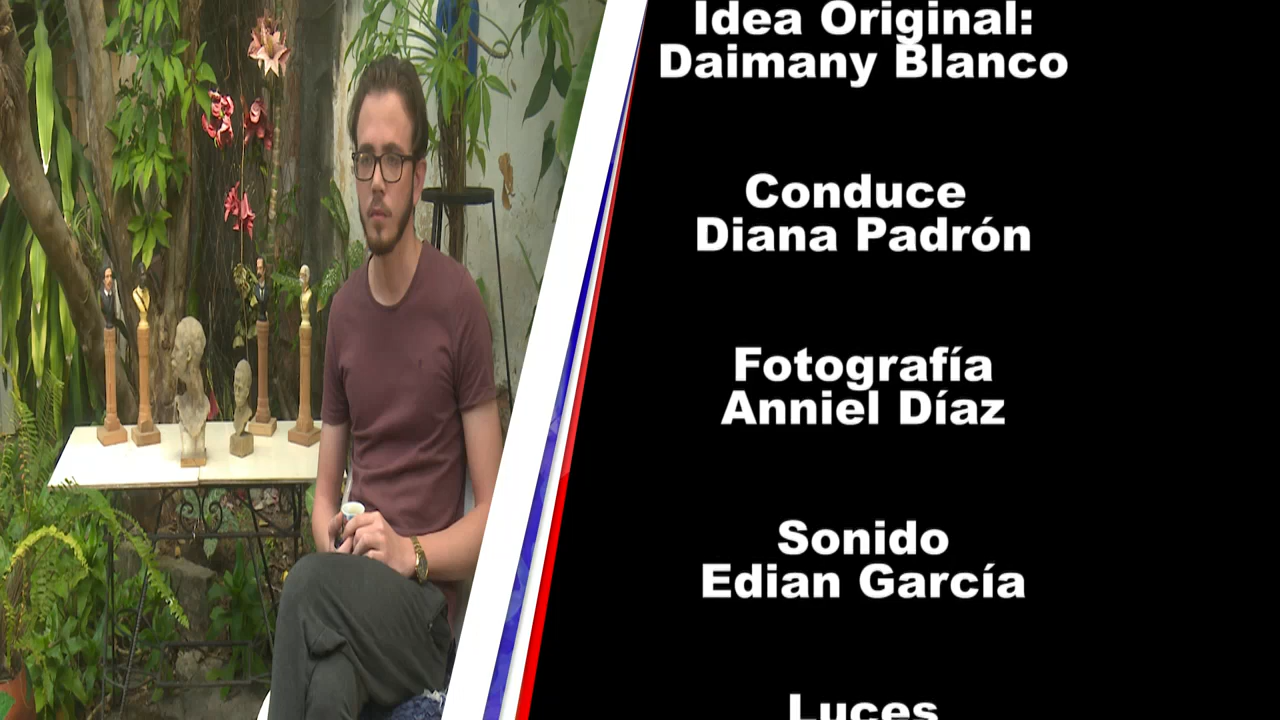 Idea Original:
Daimany Blanco
Conduce
Diana Padrón
Fotografía
Anniel Díaz
Sonido
Edian García
Luces